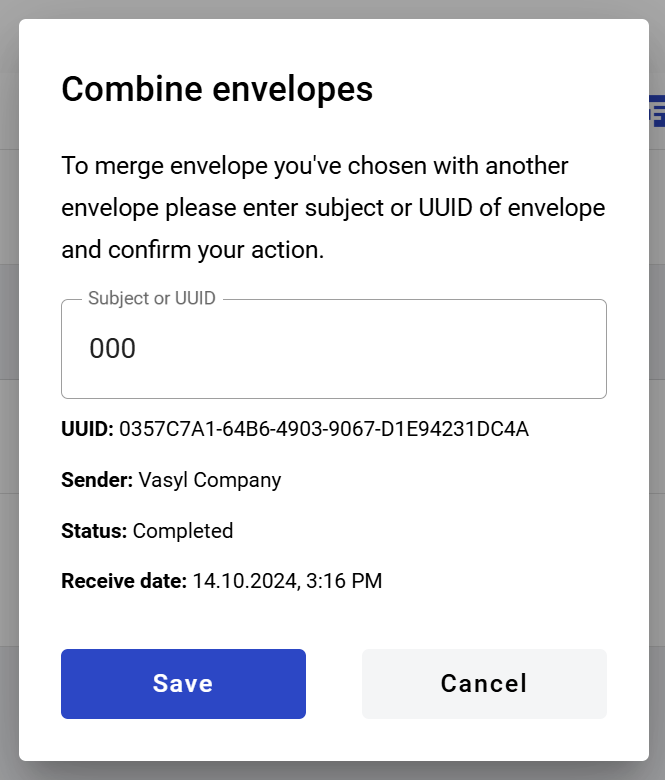 Combine envelopes
To merge envelope you've chosen with another
envelope please enter subject or UUID of envelope
and confirm your action.
Subject or UUID
000
UUID: 0357C7A1-64B6-4903-9067-D1E94231DC4A
Sender: Vasyl Company
Status: Completed
Receive date: 14.10.2024, 3:16 PM
Save Cancel